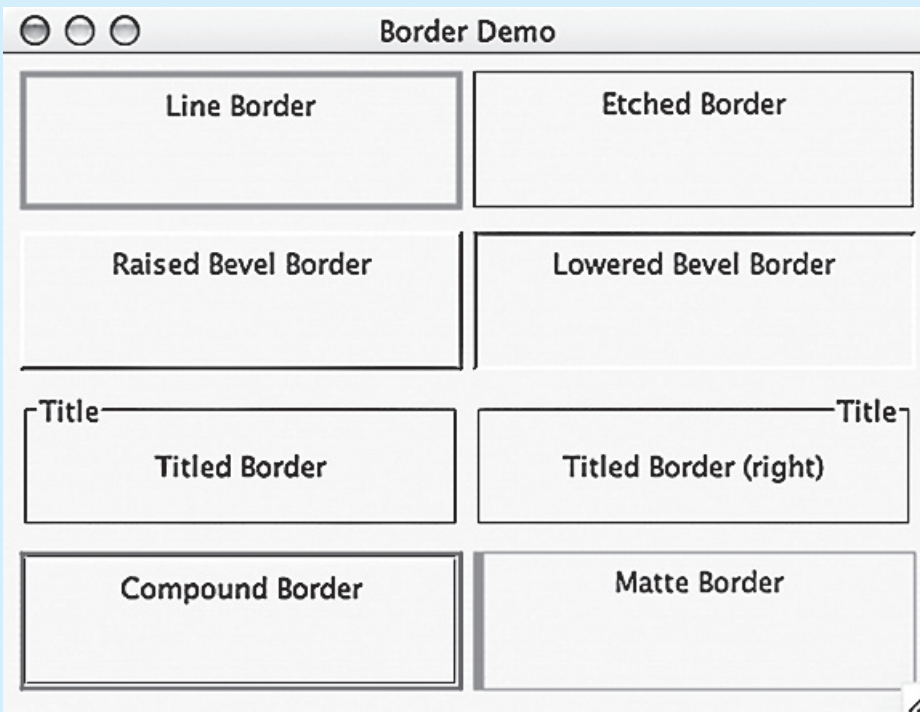 Border Demo
Line Border
Etched Border
Raised Bevel Border
Lowered Bevel Border
Title
Title
Titled Border
Titled Border (right)
Compound Border
Matte Border